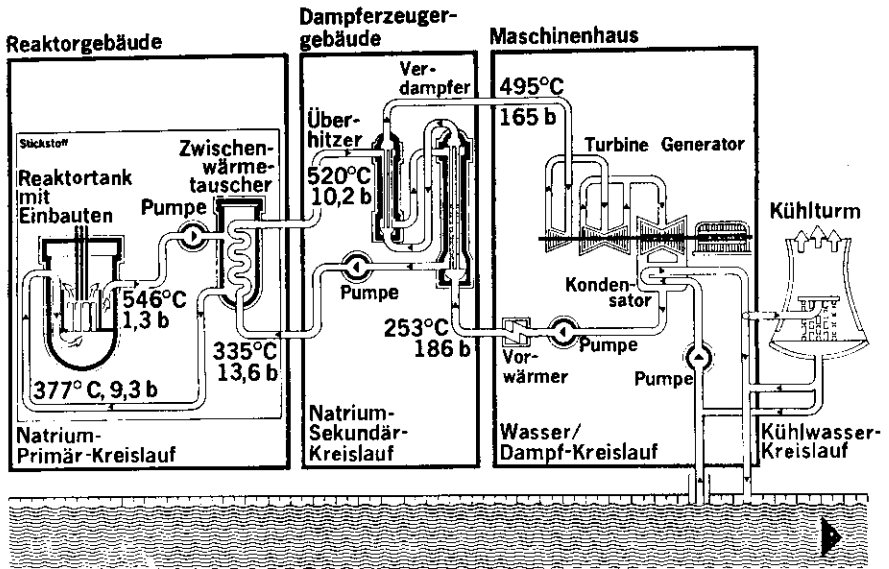 Reaktorgebäude
Dampferzeuger-
gebäude
Maschinenhaus
Stickstoff
Reaktortank
mit
Einbauten
Pumpe
Zwischen-
wärme-
tauscher
546°C
1,3 b
377° C, 9,3 b
Natrium-
Primär-Kreislauf
Über-
hitzer
Ver-
dampfer
520°C
10,2 b
Pumpe
335°C
13,6 b
253°C
186 b
Natrium-
Sekundär-
Kreislauf
495°C
165 b
Turbine Generator
Konden-
sator
Vor-
wärmer
Pumpe
Pumpe
Wasser/
Dampf-Kreislauf
Kühlturm
Kühlwasser-
Kreislauf